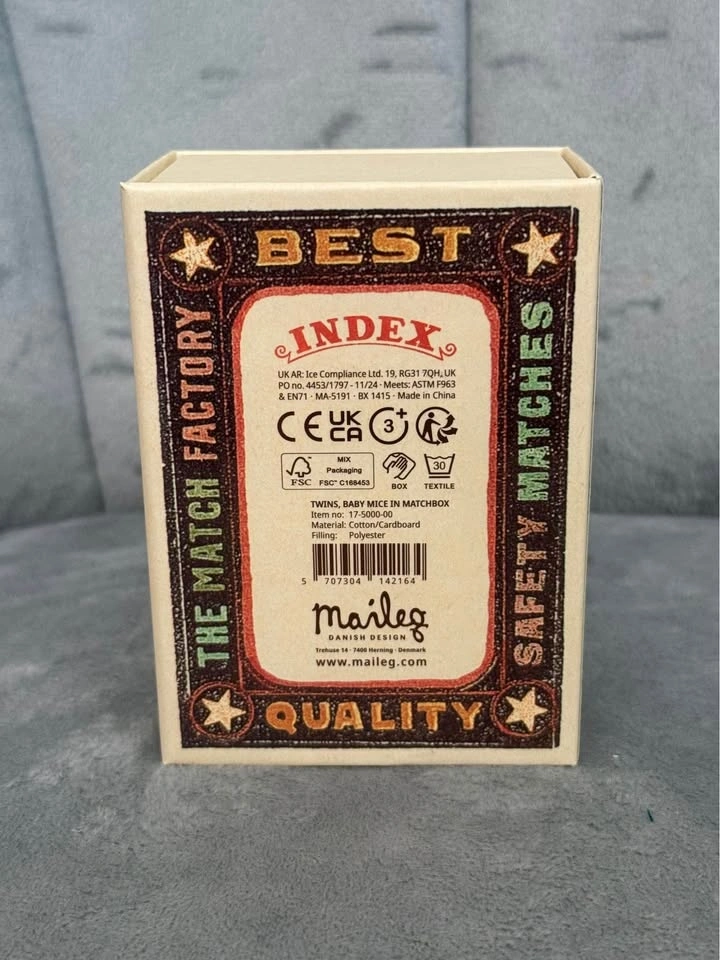 BEST
THE MATCH FACTORY
SAFETY MATCHES
INDEX
UK AR: Ice Compliance Ltd. 19, RG31 7QH, UK
PO no. 4453/1797 - 11/24 · Meets: ASTM F963
& EN71 · MA-5191 · BX 1415 · Made in China
CE UK CA 3+
FSC MIX Packaging FSC™ C168453
BOX 30 TEXTILE
TWINS, BABY MICE IN MATCHBOX
Item no: 17-5000-00
Material: Cotton/Cardboard
Filling: Polyester
5 707304 142164
maileg
DANISH DESIGN
Trehuse 14 · 7400 Herning · Denmark
www.maileg.com
QUALITY